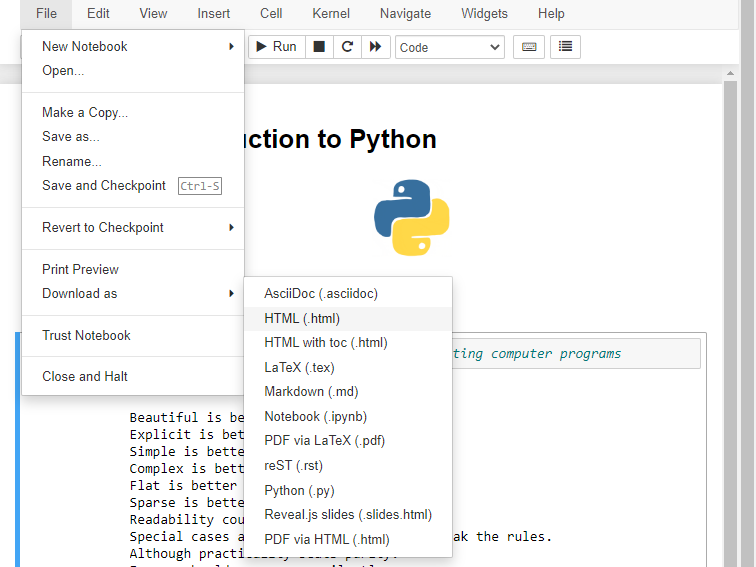 File Edit View Insert Cell Kernel Navigate Widgets Help
New Notebook
Run
Code
Open...
Make a Copy...
Save as...
Rename...
Save and Checkpoint Ctrl-S
Revert to Checkpoint
Print Preview
Download as
Trust Notebook
Close and Halt
AsciiDoc (.asciidoc)
HTML (.html)
HTML with toc (.html)
LaTeX (.tex)
Markdown (.md)
Notebook (.ipynb)
PDF via LaTeX (.pdf)
reST (.rst)
Python (.py)
Reveal.js slides (.slides.html)
PDF via HTML (.html)
uction to Python
ting computer programs
Beautiful is be
Explicit is bet
Simple is bette
Complex is bett
Flat is better
Sparse is bette
Readability cou
Special cases a ak the rules.
Although